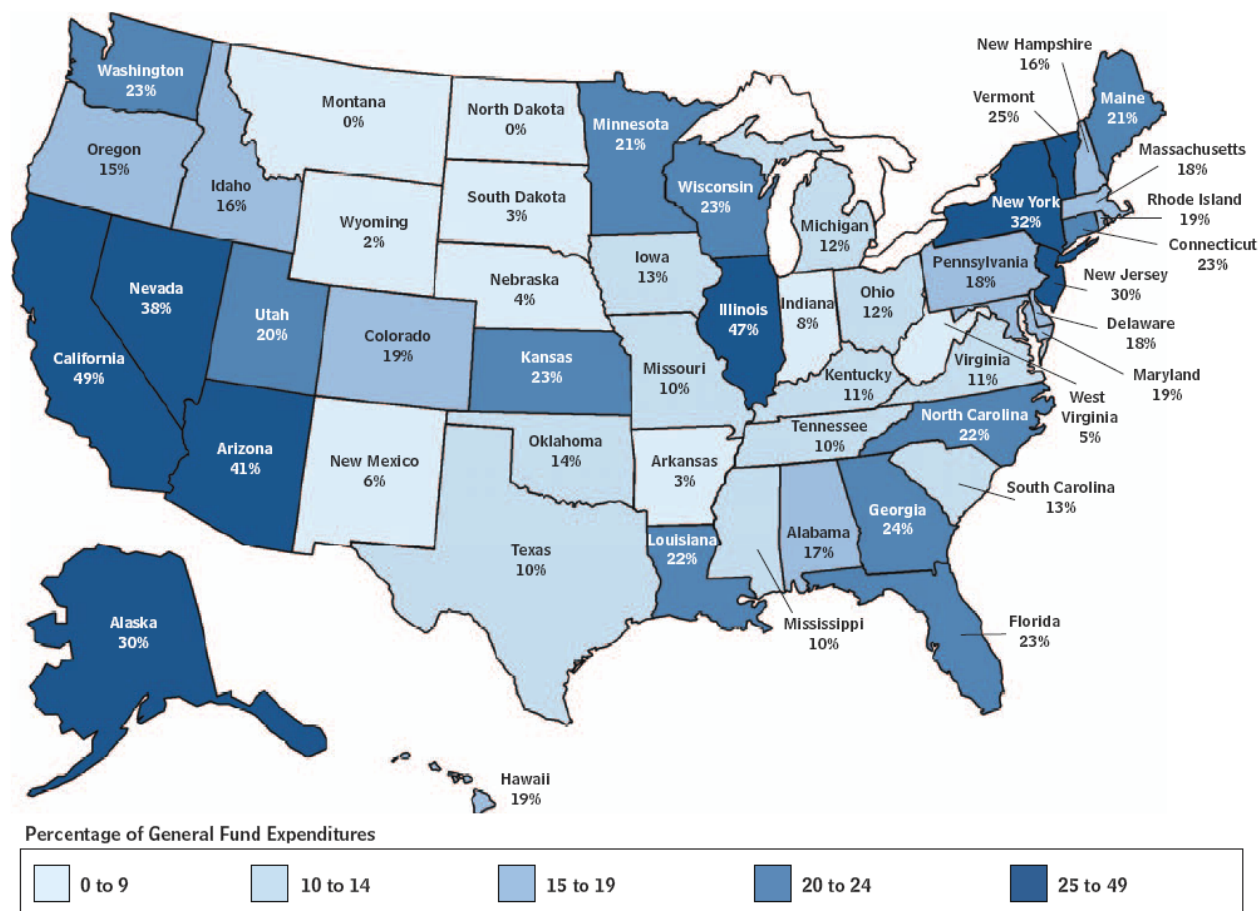 New Hampshire
16%
Vermont
25%
Maine
21%
Massachusetts
18%
Rhode Island
19%
Connecticut
23%
New Jersey
30%
Delaware
18%
Maryland
19%
West
Virginia
5%
Washington
23%
Montana
0%
North Dakota
0%
Minnesota
21%
Oregon
15%
Idaho
16%
Wyoming
2%
South Dakota
3%
Wisconsin
23%
Michigan
12%
New York
32%
Nebraska
4%
Iowa
13%
Pennsylvania
18%
Nevada
38%
Utah
20%
Colorado
19%
Kansas
23%
Illinois
47%
Indiana
8%
Ohio
12%
California
49%
Missouri
10%
Kentucky
11%
Virginia
11%
Arizona
41%
New Mexico
6%
Oklahoma
14%
Arkansas
3%
Tennessee
10%
North Carolina
22%
South Carolina
13%
Texas
10%
Louisiana
22%
Alabama
17%
Georgia
24%
Mississippi
10%
Florida
23%
Alaska
30%
Hawaii
19%
Percentage of General Fund Expenditures
0 to 9
10 to 14
15 to 19
20 to 24
25 to 49